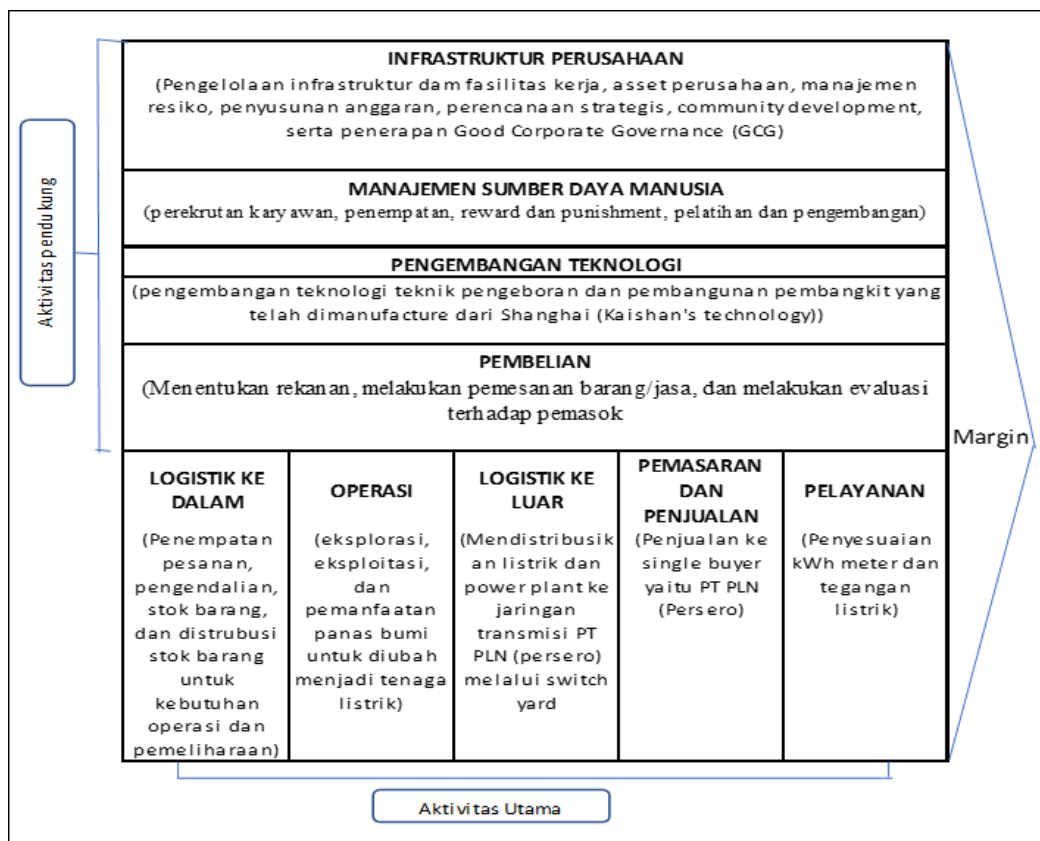 INFRASTRUKTUR PERUSAHAAN
(Pengelolaan infrastruktur dam fasilitas kerja, asset perusahaan, manajemen
resiko, penyusunan anggaran, perencanaan strategis, community development,
serta penerapan Good Corporate Governance (GCG)
Aktivitas pendukung
MANAJEMEN SUMBER DAYA MANUSIA
(perekrutan karyawan, penempatan, reward dan punishment, pelatihan dan pengembangan)
PENGEMBANGAN TEKNOLOGI
(pengembangan teknologi teknik pengeboran dan pembangunan pembangkit yang
telah dimanufacture dari Shanghai (Kaishan's technology))
PEMBELIAN
(Menentukan rekanan, melakukan pemesanan barang/jasa, dan melakukan evaluasi
terhadap pemasok
Margin
LOGISTIK KE
DALAM
(Penempatan
pesanan,
pengendalian,
stok barang,
dan distrubusi
stok barang
untuk
kebutuhan
operasi dan
pemeliharaan)
OPERASI
(eksplorasi,
eksploitasi,
dan
pemanfaatan
panas bumi
untuk diubah
menjadi tenaga
listrik)
LOGISTIK KE
LUAR
(Mendistribusik
an listrik dan
power plant ke
jaringan
transmisi PT
PLN (persero)
melalui switch
yard
PEMASARAN
DAN
PENJUALAN
(Penjualan ke
single buyer
yaitu PT PLN
(Persero)
PELAYANAN
(Penyesuaian
kWh meter dan
tegangan
listrik)
Aktivitas Utama